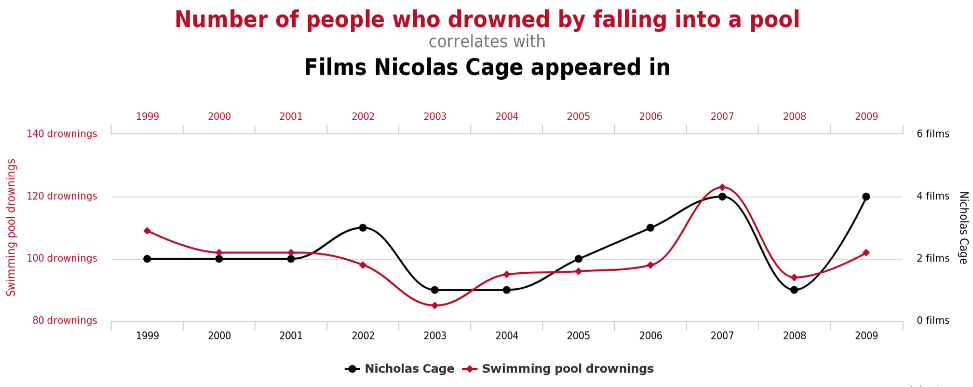 Number of people who drowned by falling into a pool
correlates with
Films Nicolas Cage appeared in
1999 2000 2001 2002 2003 2004 2005 2006 2007 2008 2009
140 drownings 6 films
120 drownings 4 films
100 drownings 2 films
80 drownings 0 films
Swimming pool drownings
Nicholas Cage
1999 2000 2001 2002 2003 2004 2005 2006 2007 2008 2009
Nicholas Cage Swimming pool drownings